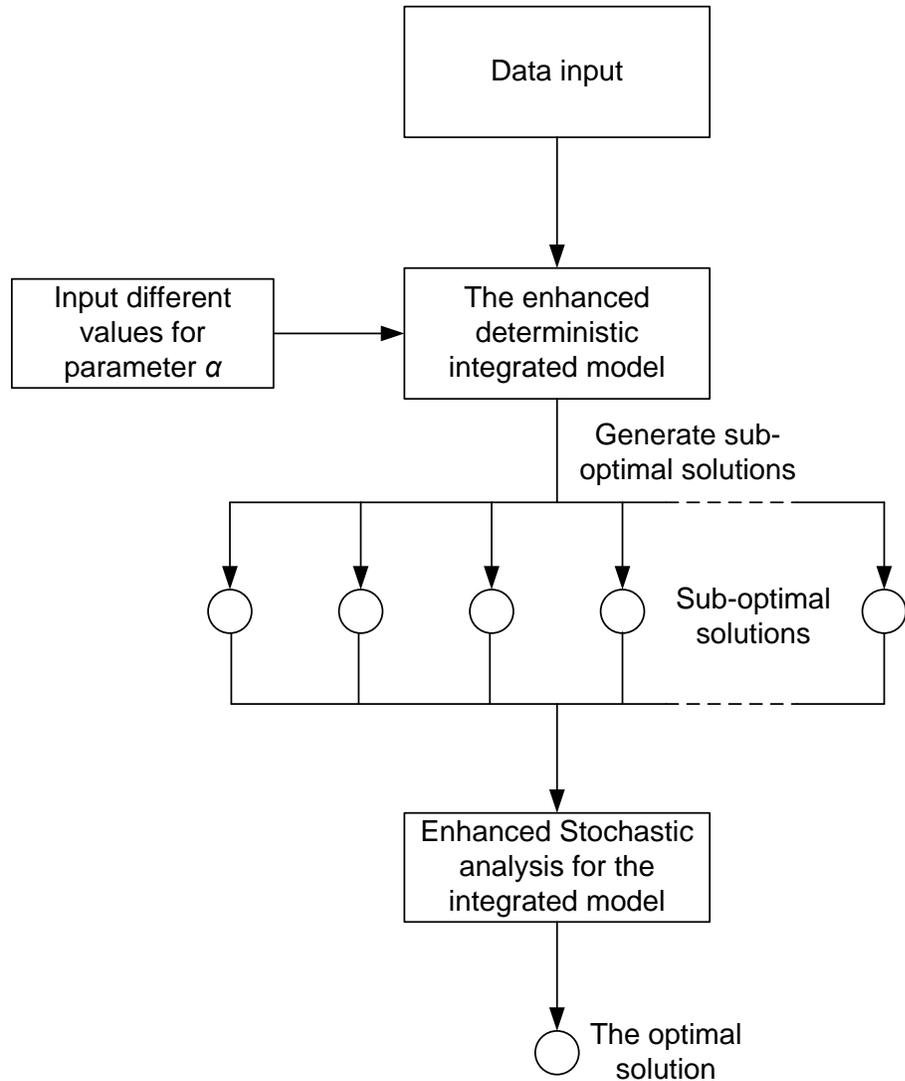 Data input
Input different
values for
parameter α
The enhanced
deterministic
integrated model
Generate sub-
optimal solutions
Sub-optimal
solutions
Enhanced Stochastic
analysis for the
integrated model
The optimal
solution